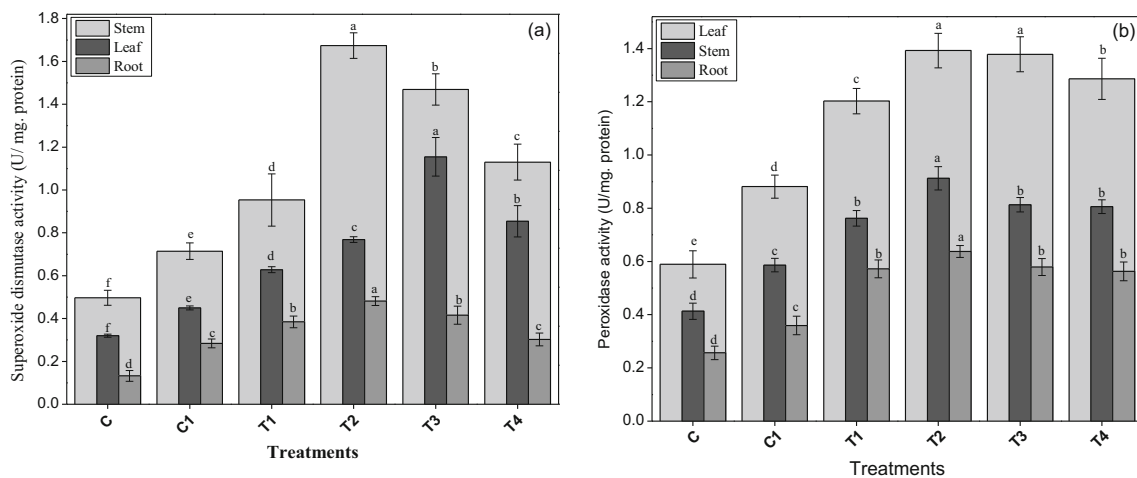 (a)
Stem
Leaf
Root
Superoxide dismutase activity (U/ mg. protein)
1.8
1.6
1.4
1.2
1.0
0.8
0.6
0.4
0.2
0.0
f
f
d
e
e
c
d
d
b
a
c
a
b
a
b
c
b
c
C
C1
T1
T2
T3
T4
Treatments
(b)
Leaf
Stem
Root
Peroxidase activity (U/mg. protein)
1.4
1.2
1.0
0.8
0.6
0.4
0.2
0.0
e
d
d
d
c
c
c
b
b
a
a
a
a
b
b
b
b
b
C
C1
T1
T2
T3
T4
Treatments